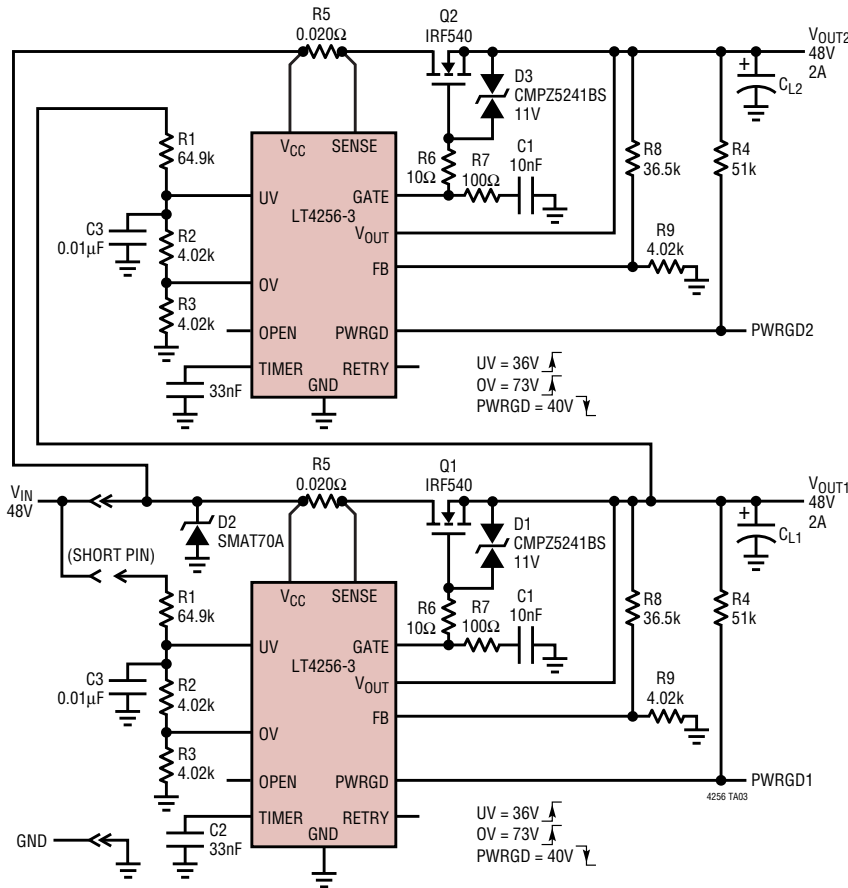 R5
0.020Ω
Q2
IRF540
VOUT2
48V
2A
D3
CMPZ5241BS
11V
+
CL2
R1
64.9k
VCC
SENSE
R6
10Ω
R7
100Ω
C1
10nF
R8
36.5k
R4
51k
UV
GATE
LT4256-3
VOUT
C3
0.01µF
R2
4.02k
FB
R9
4.02k
OV
R3
4.02k
OPEN
PWRGD
PWRGD2
TIMER
RETRY
GND
33nF
UV = 36V
OV = 73V
PWRGD = 40V
VIN
48V
R5
0.020Ω
Q1
IRF540
VOUT1
48V
2A
D2
SMAT70A
D1
CMPZ5241BS
11V
+
CL1
(SHORT PIN)
R1
64.9k
VCC
SENSE
R6
10Ω
R7
100Ω
C1
10nF
R8
36.5k
R4
51k
UV
GATE
LT4256-3
VOUT
C3
0.01µF
R2
4.02k
FB
R9
4.02k
OV
R3
4.02k
OPEN
PWRGD
PWRGD1
4256 TA03
TIMER
RETRY
GND
C2
33nF
UV = 36V
OV = 73V
PWRGD = 40V
GND